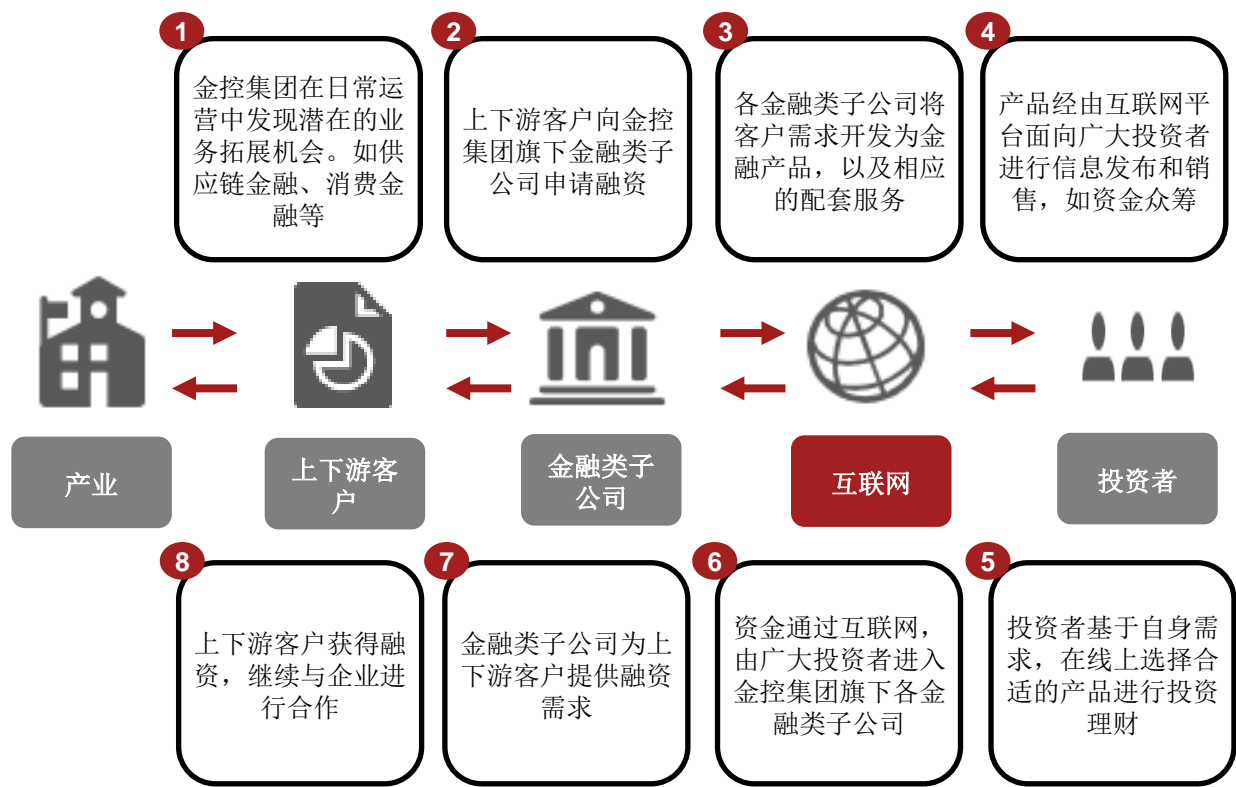 1
金控集团在日常运
营中发现潜在的业
务拓展机会。如供
应链金融、消费金
融等
2
上下游客户向金控
集团旗下金融类子
公司申请融资
3
各金融类子公司将
客户需求开发为金
融产品，以及相应
的配套服务
4
产品经由互联网平
台面向广大投资者
进行信息发布和销
售，如资金众筹
产业
上下游客
户
金融类子
公司
互联网
投资者
8
上下游客户获得融
资，继续与企业进
行合作
7
金融类子公司为上
下游客户提供融资
需求
6
资金通过互联网，
由广大投资者进入
金控集团旗下各金
融类子公司
5
投资者基于自身需
求，在线上选择合
适的产品进行投资
理财